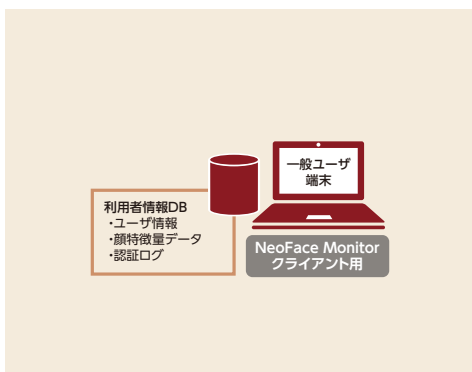 一般ユーザ
端末
利用者情報DB
・ユーザ情報
・顔特徴量データ
・認証ログ
NeoFace Monitor
クライアント用